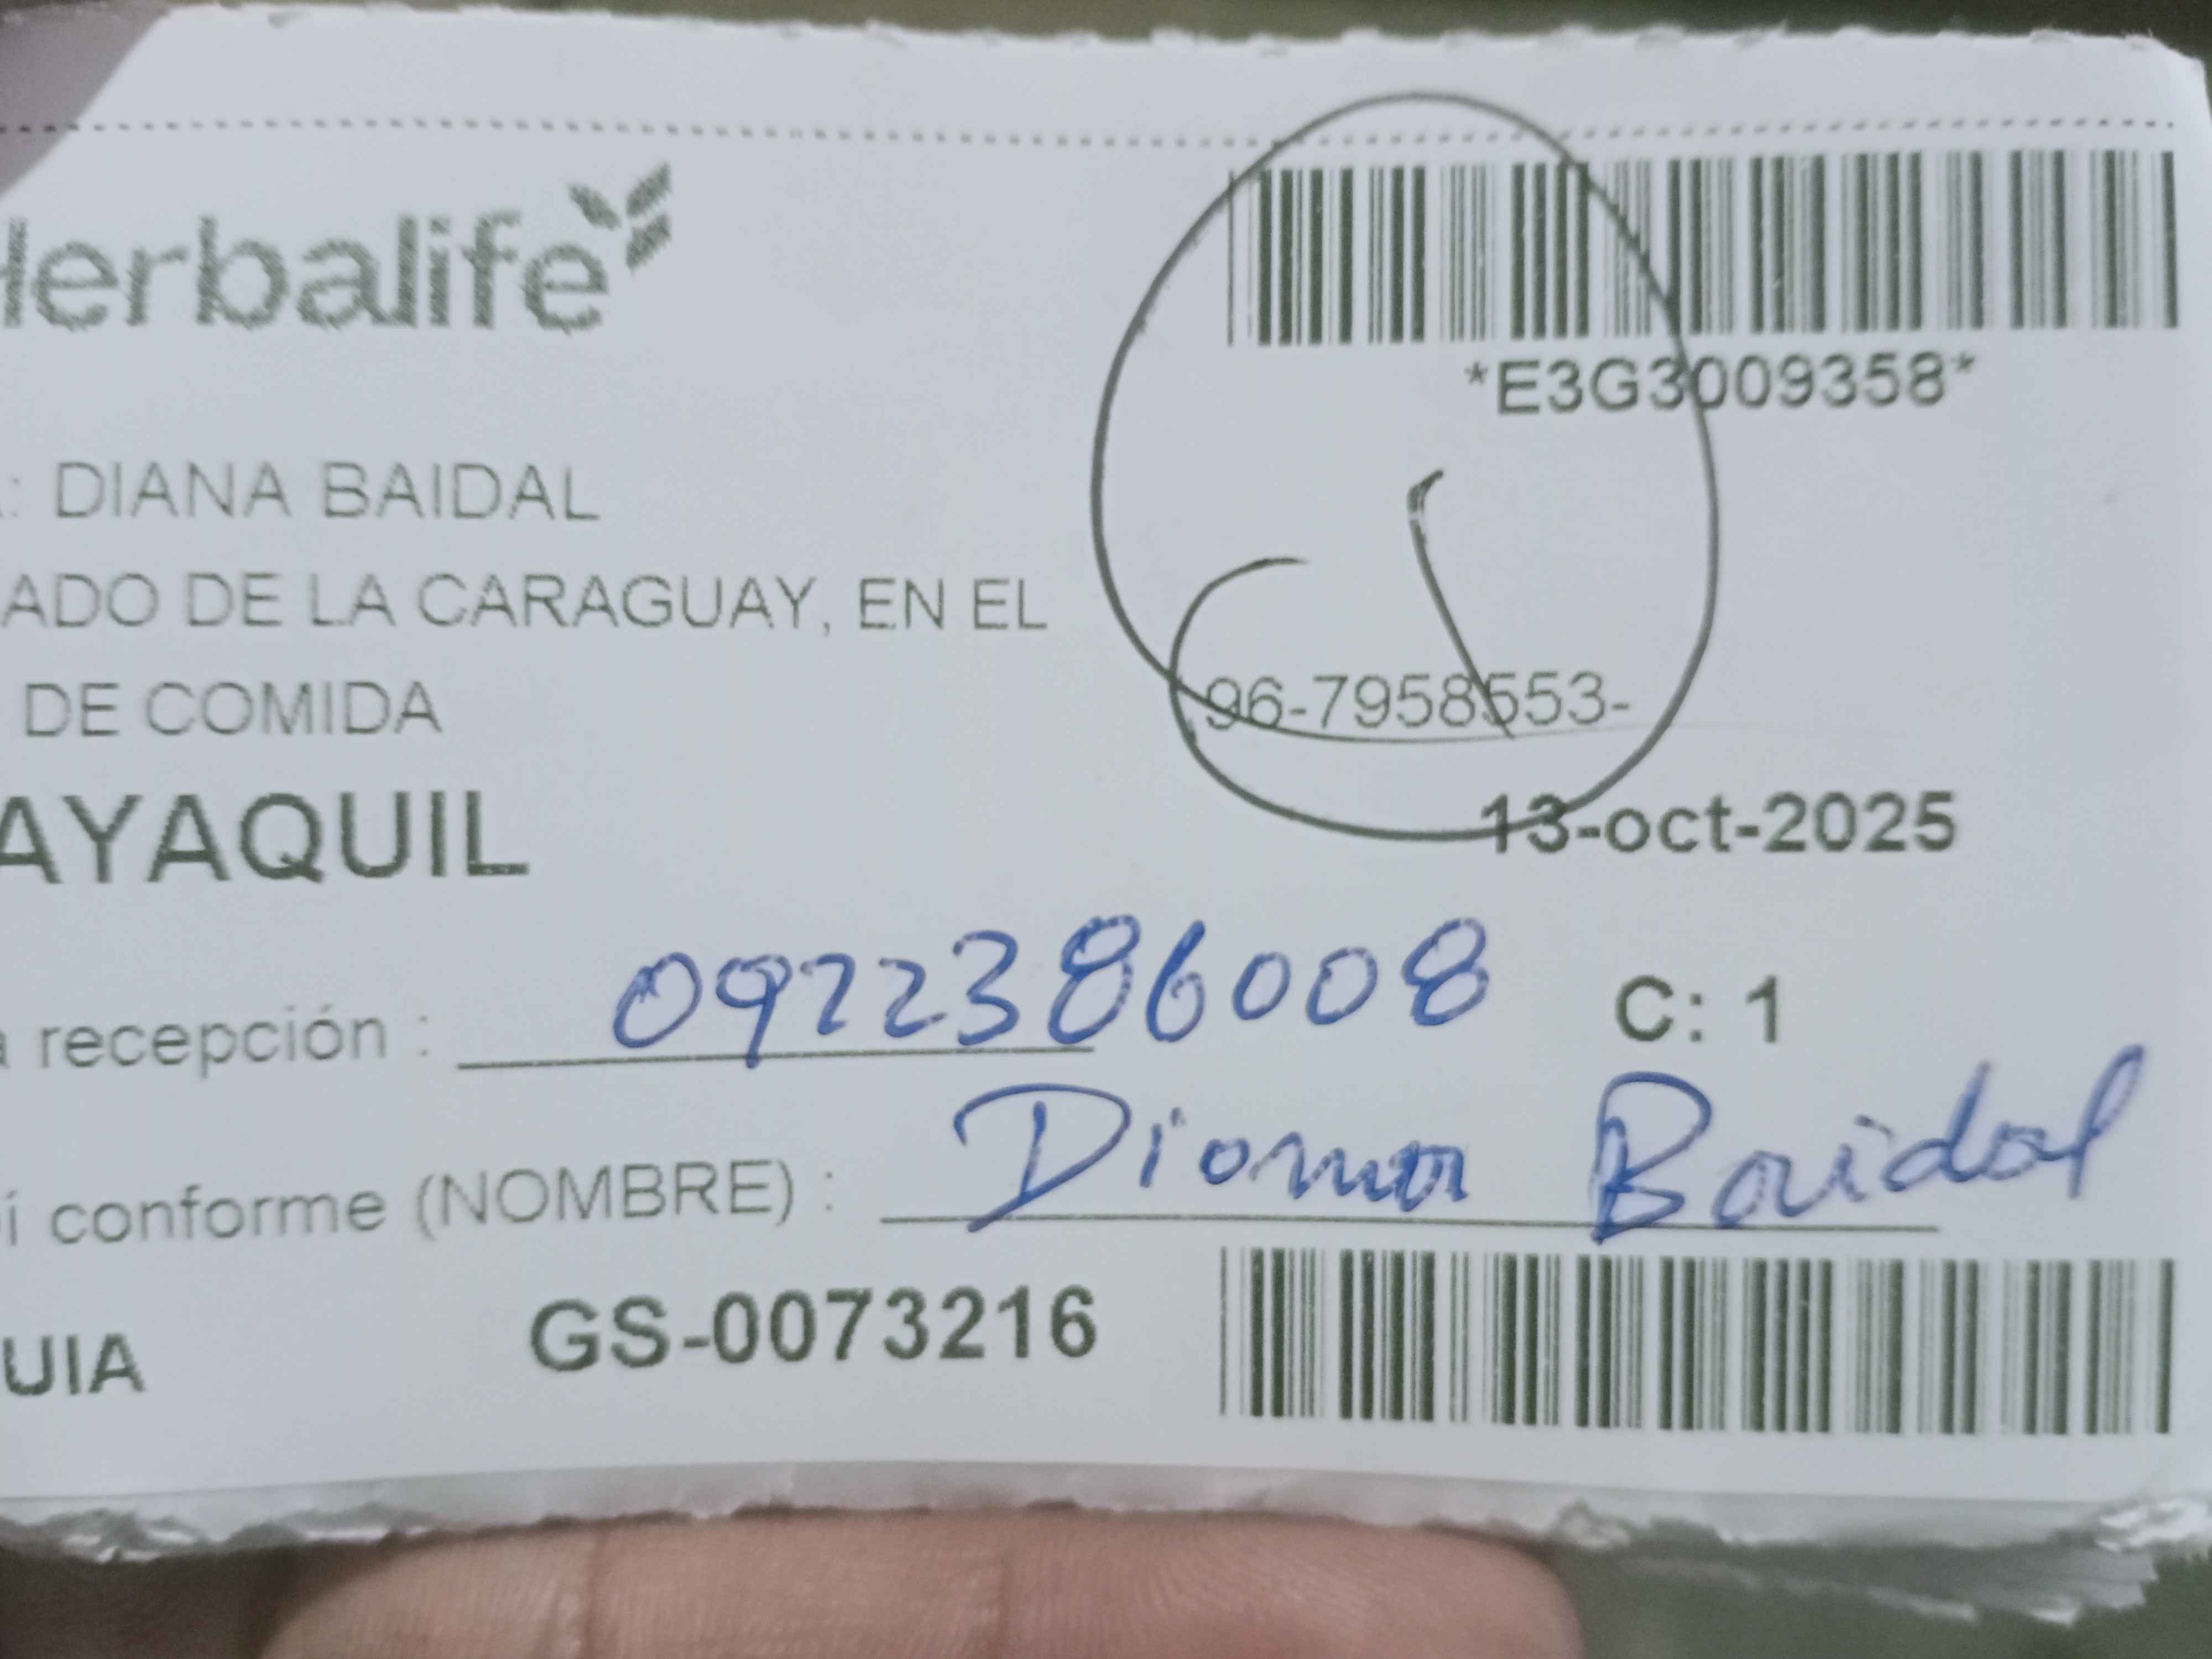 Herbalife
*E3G3009358*
: DIANA BAIDAL
ADO DE LA CARAGUAY, EN EL
DE COMIDA
96-7958553-
AYAQUIL
13-oct-2025
a recepción : 0922386008 C: 1
í conforme (NOMBRE) : Diana Baidal
UIA GS-0073216